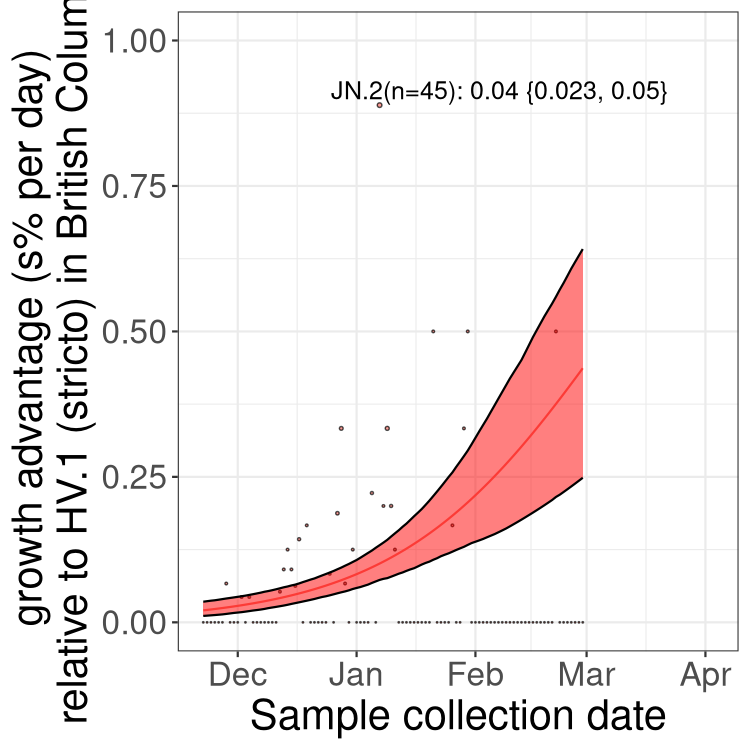 growth advantage (s% per day)
relative to HV.1 (stricto) in British Colum
1.00
0.75
0.50
0.25
0.00
JN.2(n=45): 0.04 {0.023, 0.05}
Dec Jan Feb Mar Apr
Sample collection date